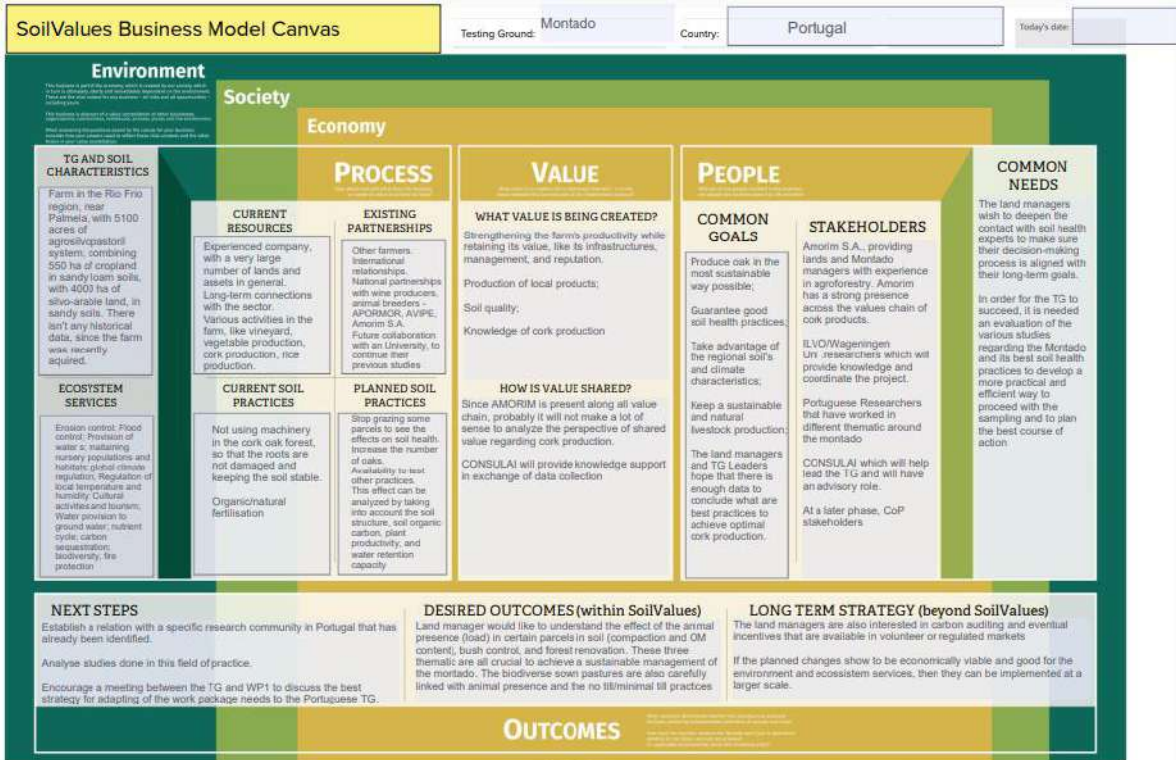 SoilValues Business Model Canvas
Testing Ground:
Montado
Country:
Portugal
Today's date:
Environment
Society
Economy
TG AND SOIL
CHARACTERISTICS
Farm in the Rio Frio
region, near
Palmela, with 5100
acres of
agrosilvopastoril
system, combining
550 ha of cropland
in sandy loam soils,
with 4000 ha of
silvo-arable land, in
sandy soils. There
isn't any historical
data, since the farm
was recently
aquired.
ECOSYSTEM
SERVICES
Erosion control; Flood
control; Provision of
water s; maitaining
nursery populations and
habitats; global climate
regulation, Regulation of
local temperature and
humidity. Cultural
activities and tourism;
Water provision to
ground water; nutrient
cycle; carbon
sequestration;
biodiversity, fire
protection
PROCESS
CURRENT
RESOURCES
Experienced company,
with a very large
number of lands and
assets in general.
Long-term connections
with the sector.
Various activities in the
farm, like vineyard,
vegetable production,
cork production, rice
production.
EXISTING
PARTNERSHIPS
Other farmers.
International
relationships.
National partnerships
with wine producers,
animal breeders -
APORMOR, AVIPE,
Amorim S.A.
Future collaboration
with an University, to
continue their
previous studies
CURRENT SOIL
PRACTICES
Not using machinery
in the cork oak forest,
so that the roots are
not damaged and
keeping the soil stable.
Organic/natural
fertilisation
PLANNED SOIL
PRACTICES
Stop grazing some
parcels to see the
effects on soil health.
Increase the number
of oaks.
Availability to test
other practices.
This effect can be
analyzed by taking
into account the soil
structure, soil organic
carbon, plant
productivity, and
water retention
capacity
VALUE
WHAT VALUE IS BEING CREATED?
Strengthening the farm's productivity while
retaining its value, like its infrastructures,
management, and reputation.
Production of local products;
Soil quality;
Knowledge of cork production
HOW IS VALUE SHARED?
Since AMORIM is present along all value
chain, probably it will not make a lot of
sense to analyze the perspective of shared
value regarding cork production.
CONSULAI will provide knowledge support
in exchange of data collection
PEOPLE
COMMON
GOALS
Produce oak in the
most sustainable
way possible;
Guarantee good
soil health practices;
Take advantage of
the regional soil's
and climate
characteristics;
Keep a sustainable
and natural
livestock production;
The land managers
and TG Leaders
hope that there is
enough data to
conclude what are
best practices to
achieve optimal
cork production.
STAKEHOLDERS
Amorim S.A., providing
lands and Montado
managers with experience
in agroforestry. Amorim
has a strong presence
across the values chain of
cork products.
ILVO/Wageningen
Uni .researchers which will
provide knowledge and
coordinate the project.
Portuguese Researchers
that have worked in
different thematic around
the montado
CONSULAI which will help
lead the TG and will have
an advisory role.
At a later phase, CoP
stakeholders
COMMON
NEEDS
The land managers
wish to deepen the
contact with soil health
experts to make sure
their decision-making
process is aligned with
their long-term goals.
In order for the TG to
succeed, it is needed
an evaluation of the
various studies
regarding the Montado
and its best soil health
practices to develop a
more practical and
efficient way to
proceed with the
sampling and to plan
the best course of
action
NEXT STEPS
Establish a relation with a specific research community in Portugal that has
already been identified.
Analyse studies done in this field of practice.
Encourage a meeting between the TG and WP1 to discuss the best
strategy for adapting of the work package needs to the Portuguese TG.
DESIRED OUTCOMES (within SoilValues)
Land manager would like to understand the effect of the animal
presence (load) in certain parcels in soil (compaction and OM
content), bush control, and forest renovation. These three
thematic are all crucial to achieve a sustainable management of
the montado. The biodiverse sown pastures are also carefully
linked with animal presence and the no till/minimal till practices
LONG TERM STRATEGY (beyond SoilValues)
The land managers are also interested in carbon auditing and eventual
incentives that are available in volunteer or regulated markets
If the planned changes show to be economically viable and good for the
environment and ecossistem services, then they can be implemented at a
larger scale.
OUTCOMES